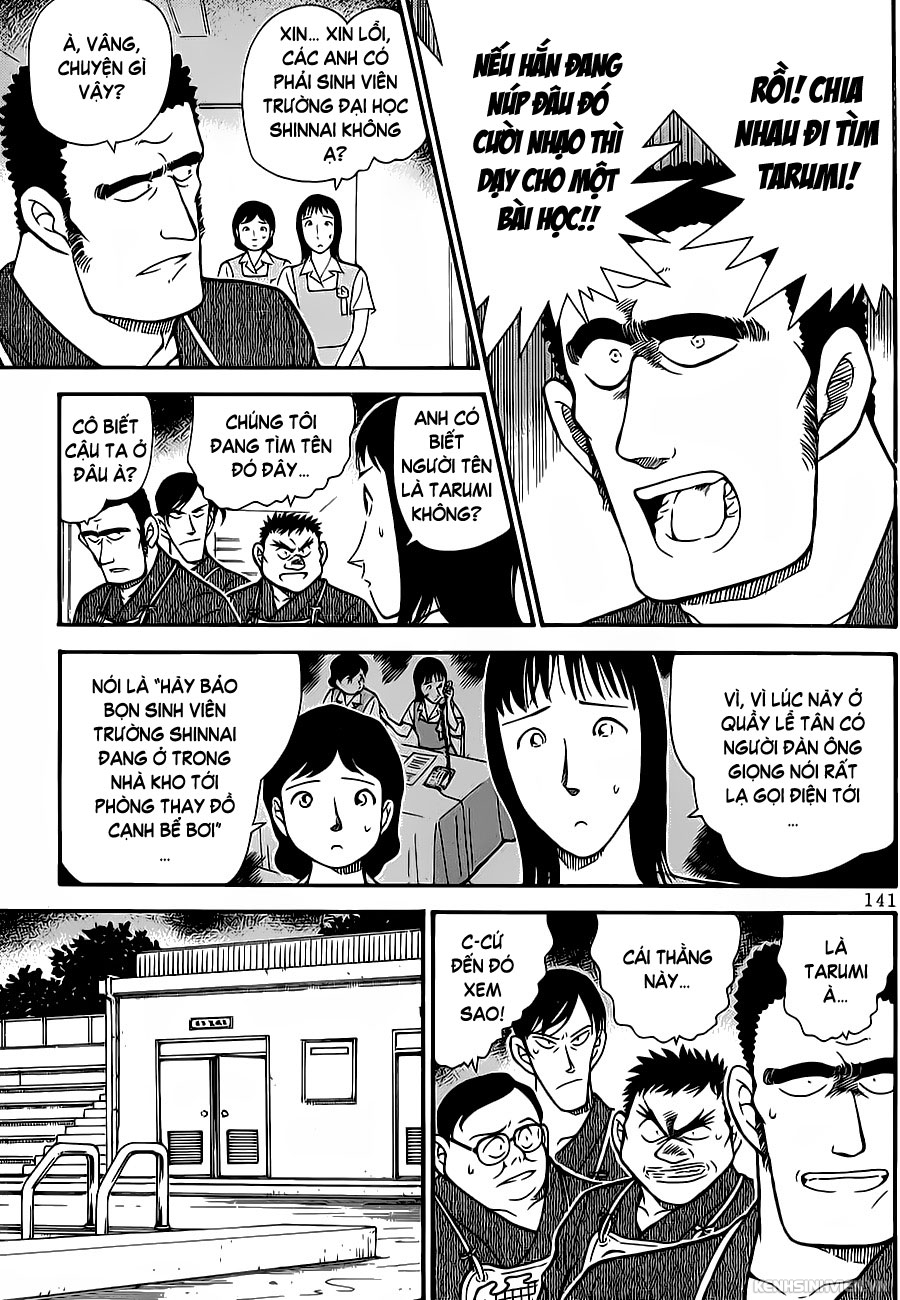 RỒI! CHIA
NHAU ĐI TÌM
TARUMI!
NẾU HẮN ĐANG
NÚP ĐÂU ĐÓ
CƯỜI NHẠO THÌ
DẠY CHO MỘT
BÀI HỌC!!
XIN... XIN LỖI,
CÁC ANH CÓ
PHẢI SINH VIÊN
TRƯỜNG ĐẠI HỌC
SHINNAI KHÔNG
Ạ?
À, VÂNG,
CHUYỆN GÌ
VẬY?
ANH CÓ
BIẾT
NGƯỜI TÊN
LÀ TARUMI
KHÔNG?
CHÚNG TÔI
ĐANG TÌM TÊN
ĐÓ ĐÂY...
CÔ BIẾT
CẬU TA Ở
ĐÂU À?
VÌ, VÌ LÚC NÃY Ở
QUẦY LỄ TÂN CÓ
NGƯỜI ĐÀN ÔNG
GIỌNG NÓI RẤT
LẠ GỌI ĐIỆN TỚI
...
NÓI LÀ “HÃY BẢO
BỌN SINH VIÊN
TRƯỜNG SHINNAI
ĐANG Ở TRONG
NHÀ KHO TỚI
PHÒNG THAY ĐỒ
CẠNH BỂ BƠI”
...
141
LÀ
TARUMI
À...
CÁI THẰNG
NÀY...
C-CỨ
ĐẾN ĐÓ
XEM
SAO!
KENHSINHVIEN.VN